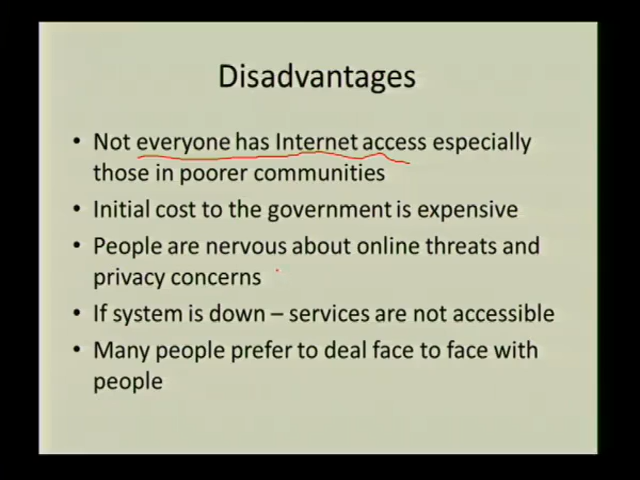 Disadvantages
• Not everyone has Internet access especially
those in poorer communities
• Initial cost to the government is expensive
• People are nervous about online threats and
privacy concerns
• If system is down – services are not accessible
• Many people prefer to deal face to face with
people